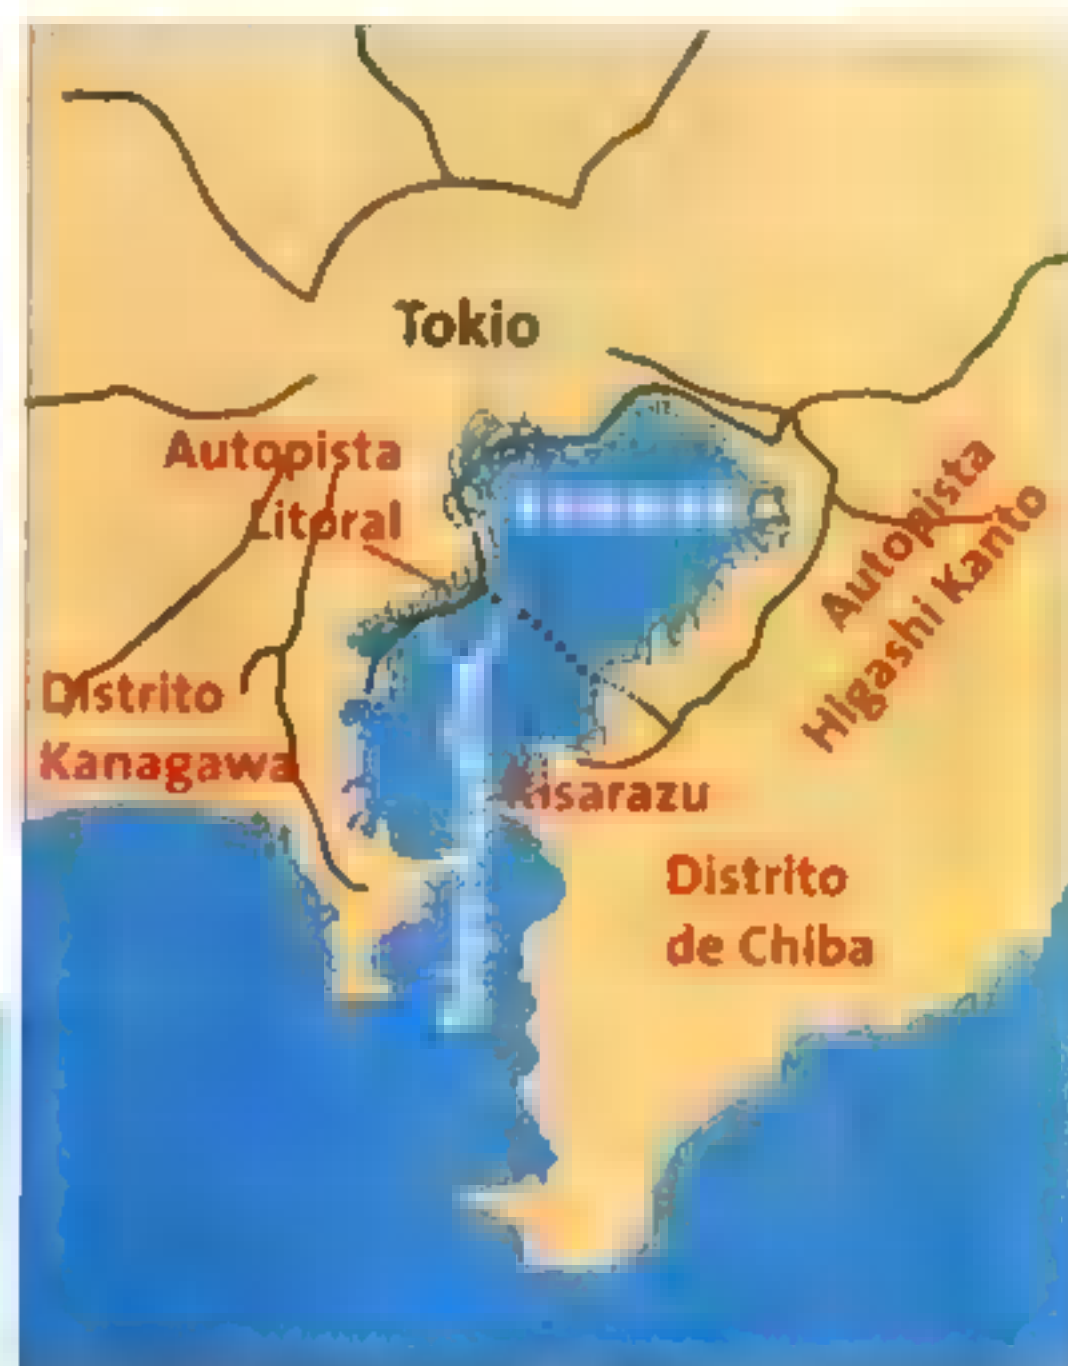 Tokio
Autopista
Litoral
Autopista
Higashi Kanto
Distrito
Kanagawa
Kisarazu
Distrito
de Chiba